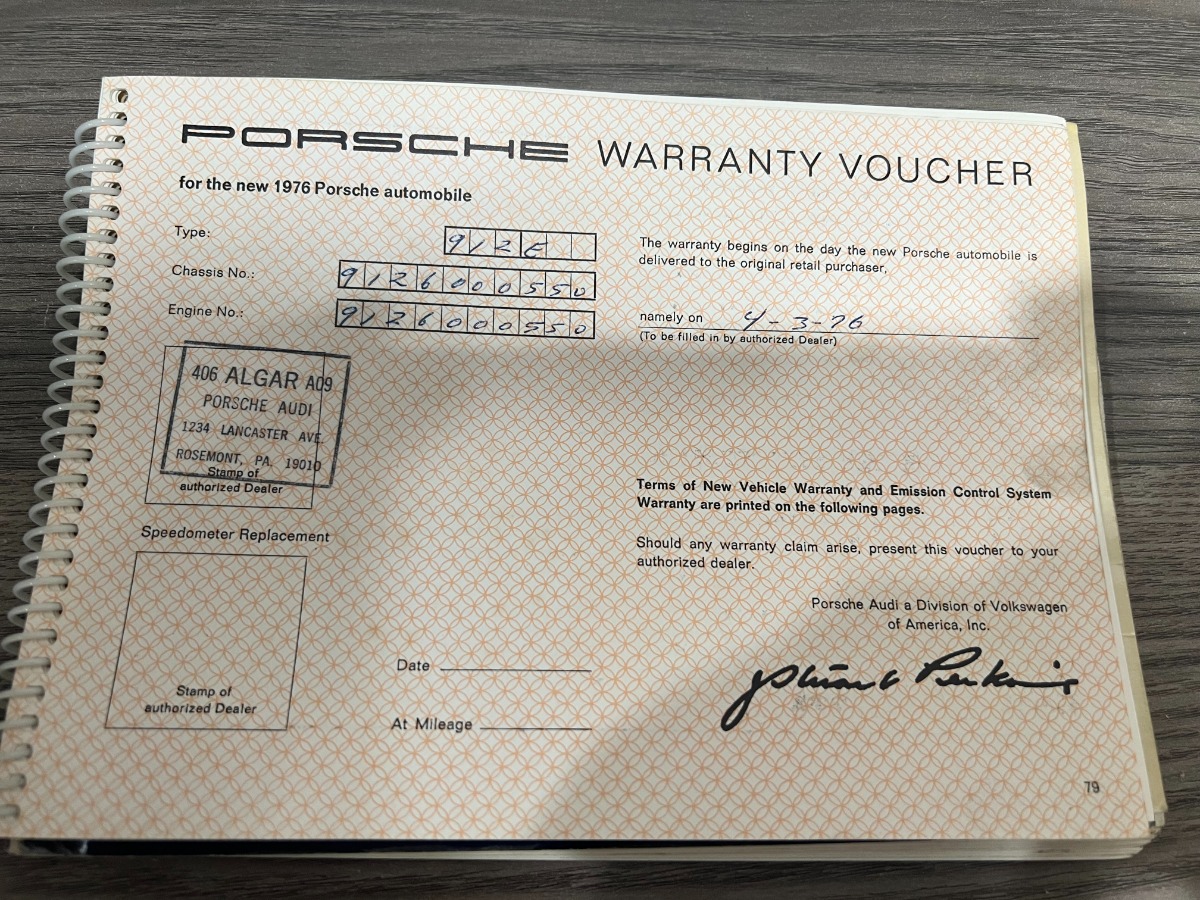 PORSCHE WARRANTY VOUCHER
for the new 1976 Porsche automobile
Type: 912E
Chassis No.: 9126000550
Engine No.: 9126000550
406 ALGAR A09
PORSCHE AUDI
1234 LANCASTER AVE.
ROSEMONT, PA. 19010
Stamp of
authorized Dealer
Speedometer Replacement
Stamp of
authorized Dealer
Date
At Mileage
The warranty begins on the day the new Porsche automobile is
delivered to the original retail purchaser,
namely on 4-3-76
(To be filled in by authorized Dealer)
Terms of New Vehicle Warranty and Emission Control System
Warranty are printed on the following pages.
Should any warranty claim arise, present this voucher to your
authorized dealer.
Porsche Audi a Division of Volkswagen
of America, Inc.
79